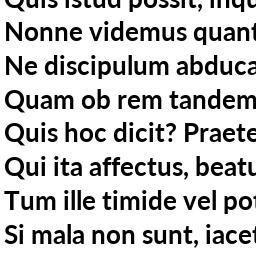 Quis istud possit, inqu
Nonne videmus quant
Ne discipulum abduca
Quam ob rem tandem
Quis hoc dicit? Praete
Qui ita affectus, beatu
Tum ille timide vel pot
Si mala non sunt, iacet